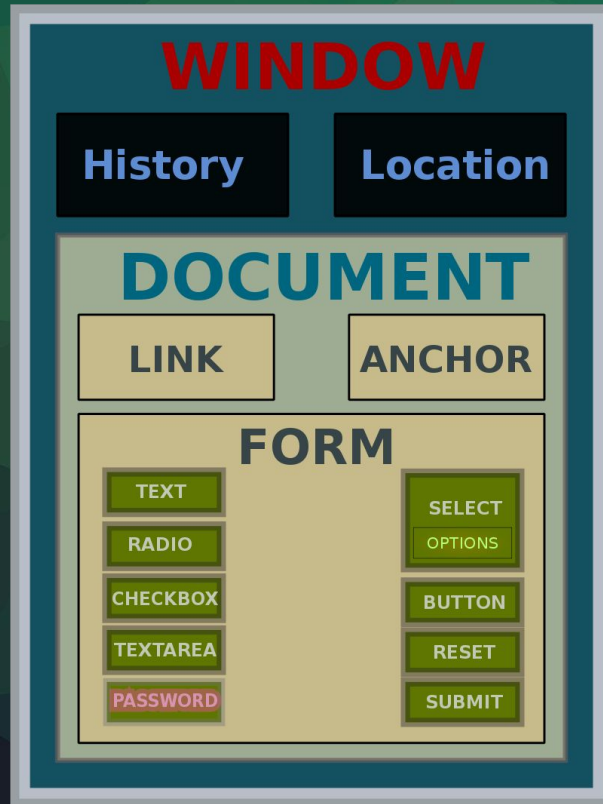 WINDOW
History
Location
DOCUMENT
LINK
ANCHOR
FORM
TEXT
RADIO
CHECKBOX
TEXTAREA
PASSWORD
SELECT
OPTIONS
BUTTON
RESET
SUBMIT